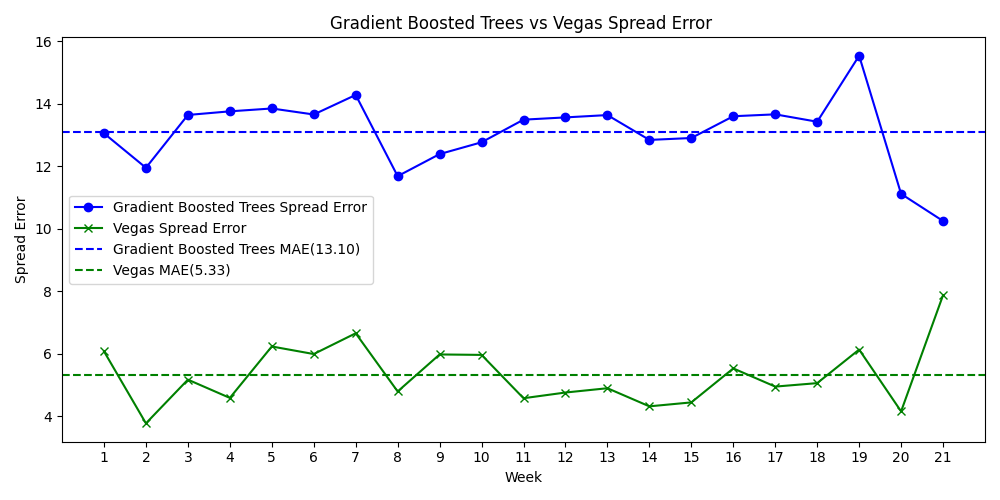 Gradient Boosted Trees vs Vegas Spread Error
16
14
12
10
8
6
4
Spread Error
Gradient Boosted Trees Spread Error
Vegas Spread Error
Gradient Boosted Trees MAE(13.10)
Vegas MAE(5.33)
1 2 3 4 5 6 7 8 9 10 11 12 13 14 15 16 17 18 19 20 21
Week